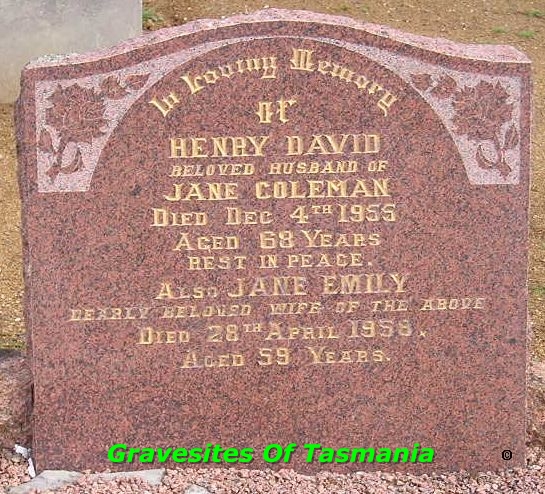 In Loving Memory
OF
HENRY DAVID
BELOVED HUSBAND OF
JANE COLEMAN
DIED DEC 4TH 1955
AGED 68 YEARS
REST IN PEACE.
ALSO JANE EMILY
DEARLY BELOVED WIFE OF THE ABOVE
DIED 28TH APRIL 1958.
AGED 59 YEARS.
Gravesites Of Tasmania ©